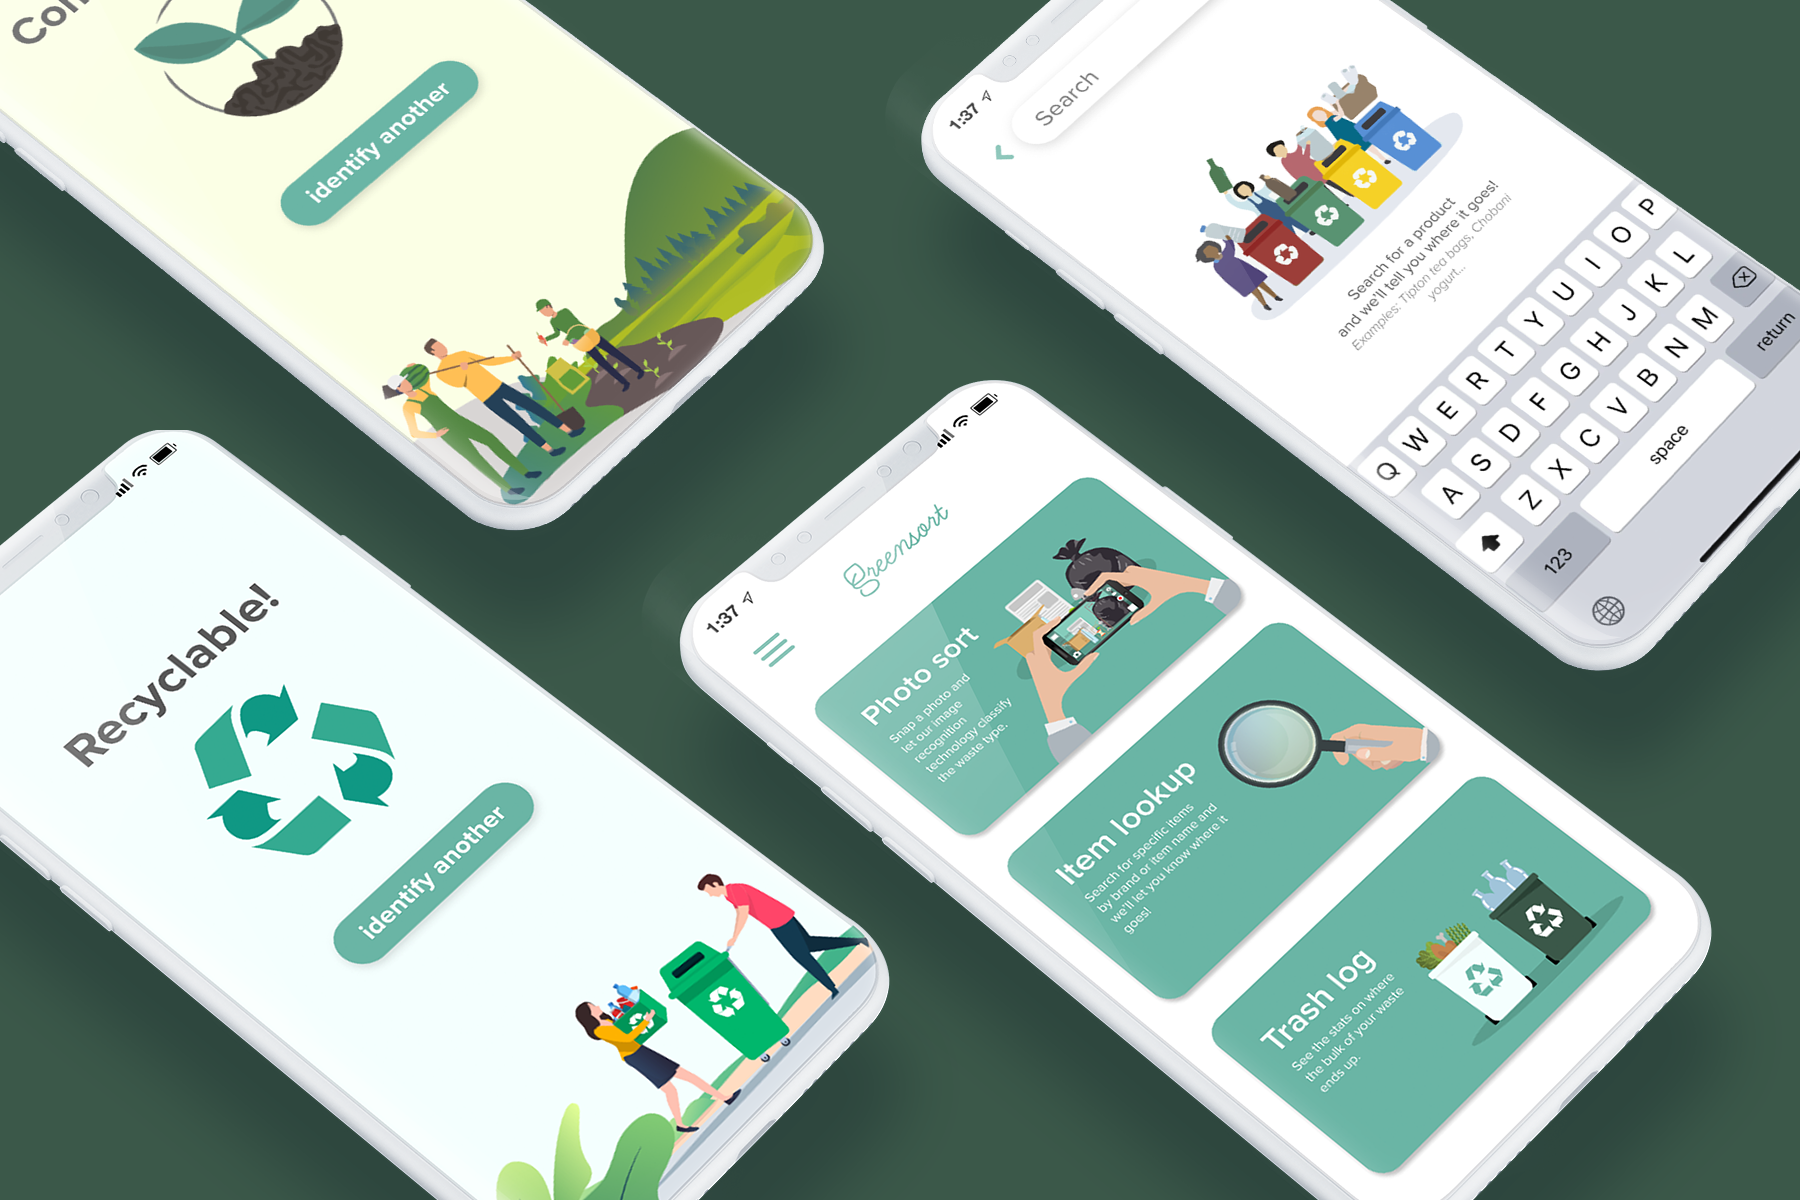 identify another
1:37
Search
Search for a product
and we'll tell you where it goes!
Examples: Tipton tea bags, Chobani
yogurt...
Q W E R T Y U I O P
A S D F G H J K L
Z X C V B N M
123
space
return
Recyclable!
identify another
1:37
greensort
Photo sort
Snap a photo and
let our image
recognition
technology classify
the waste type.
Item lookup
Search for specific items
by brand or item name and
we'll let you know where it
goes!
Trash log
See the stats on where
the bulk of your waste
ends up.